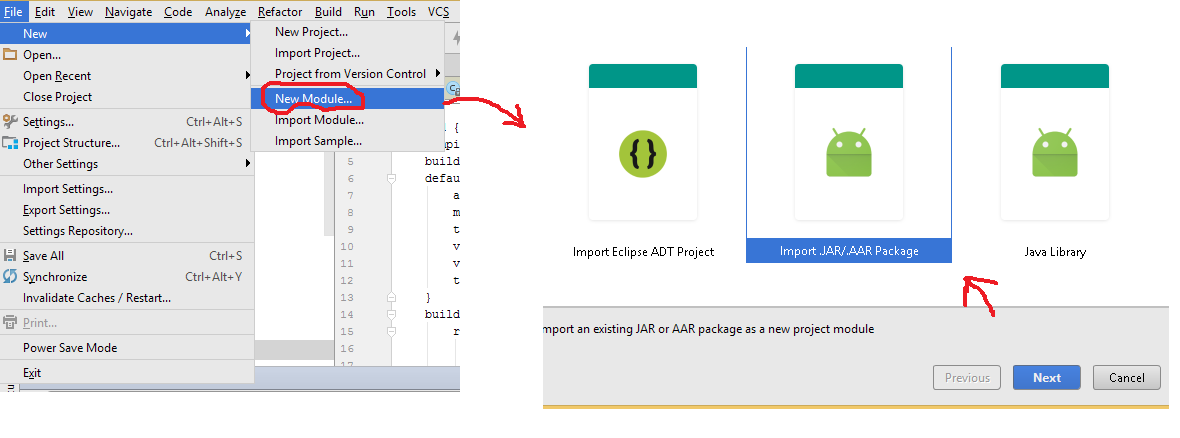 File Edit View Navigate Code Analyze Refactor Build Run Tools VCS
New
Open...
Open Recent
Close Project
Settings... Ctrl+Alt+S
Project Structure... Ctrl+Alt+Shift+S
Other Settings
Import Settings...
Export Settings...
Settings Repository...
Save All Ctrl+S
Synchronize Ctrl+Alt+Y
Invalidate Caches / Restart...
Print...
Power Save Mode
Exit
New Project...
Import Project...
Project from Version Control
New Module...
Import Module...
Import Sample...
{
mpi
5 build
6 defau
7 a
8 m
9 t
10 v
11 v
12 t
13 }
14 build
15 r
16
17
{}
Import Eclipse ADT Project
Import .JAR/.AAR Package
Java Library
mport an existing JAR or AAR package as a new project module
Previous Next Cancel